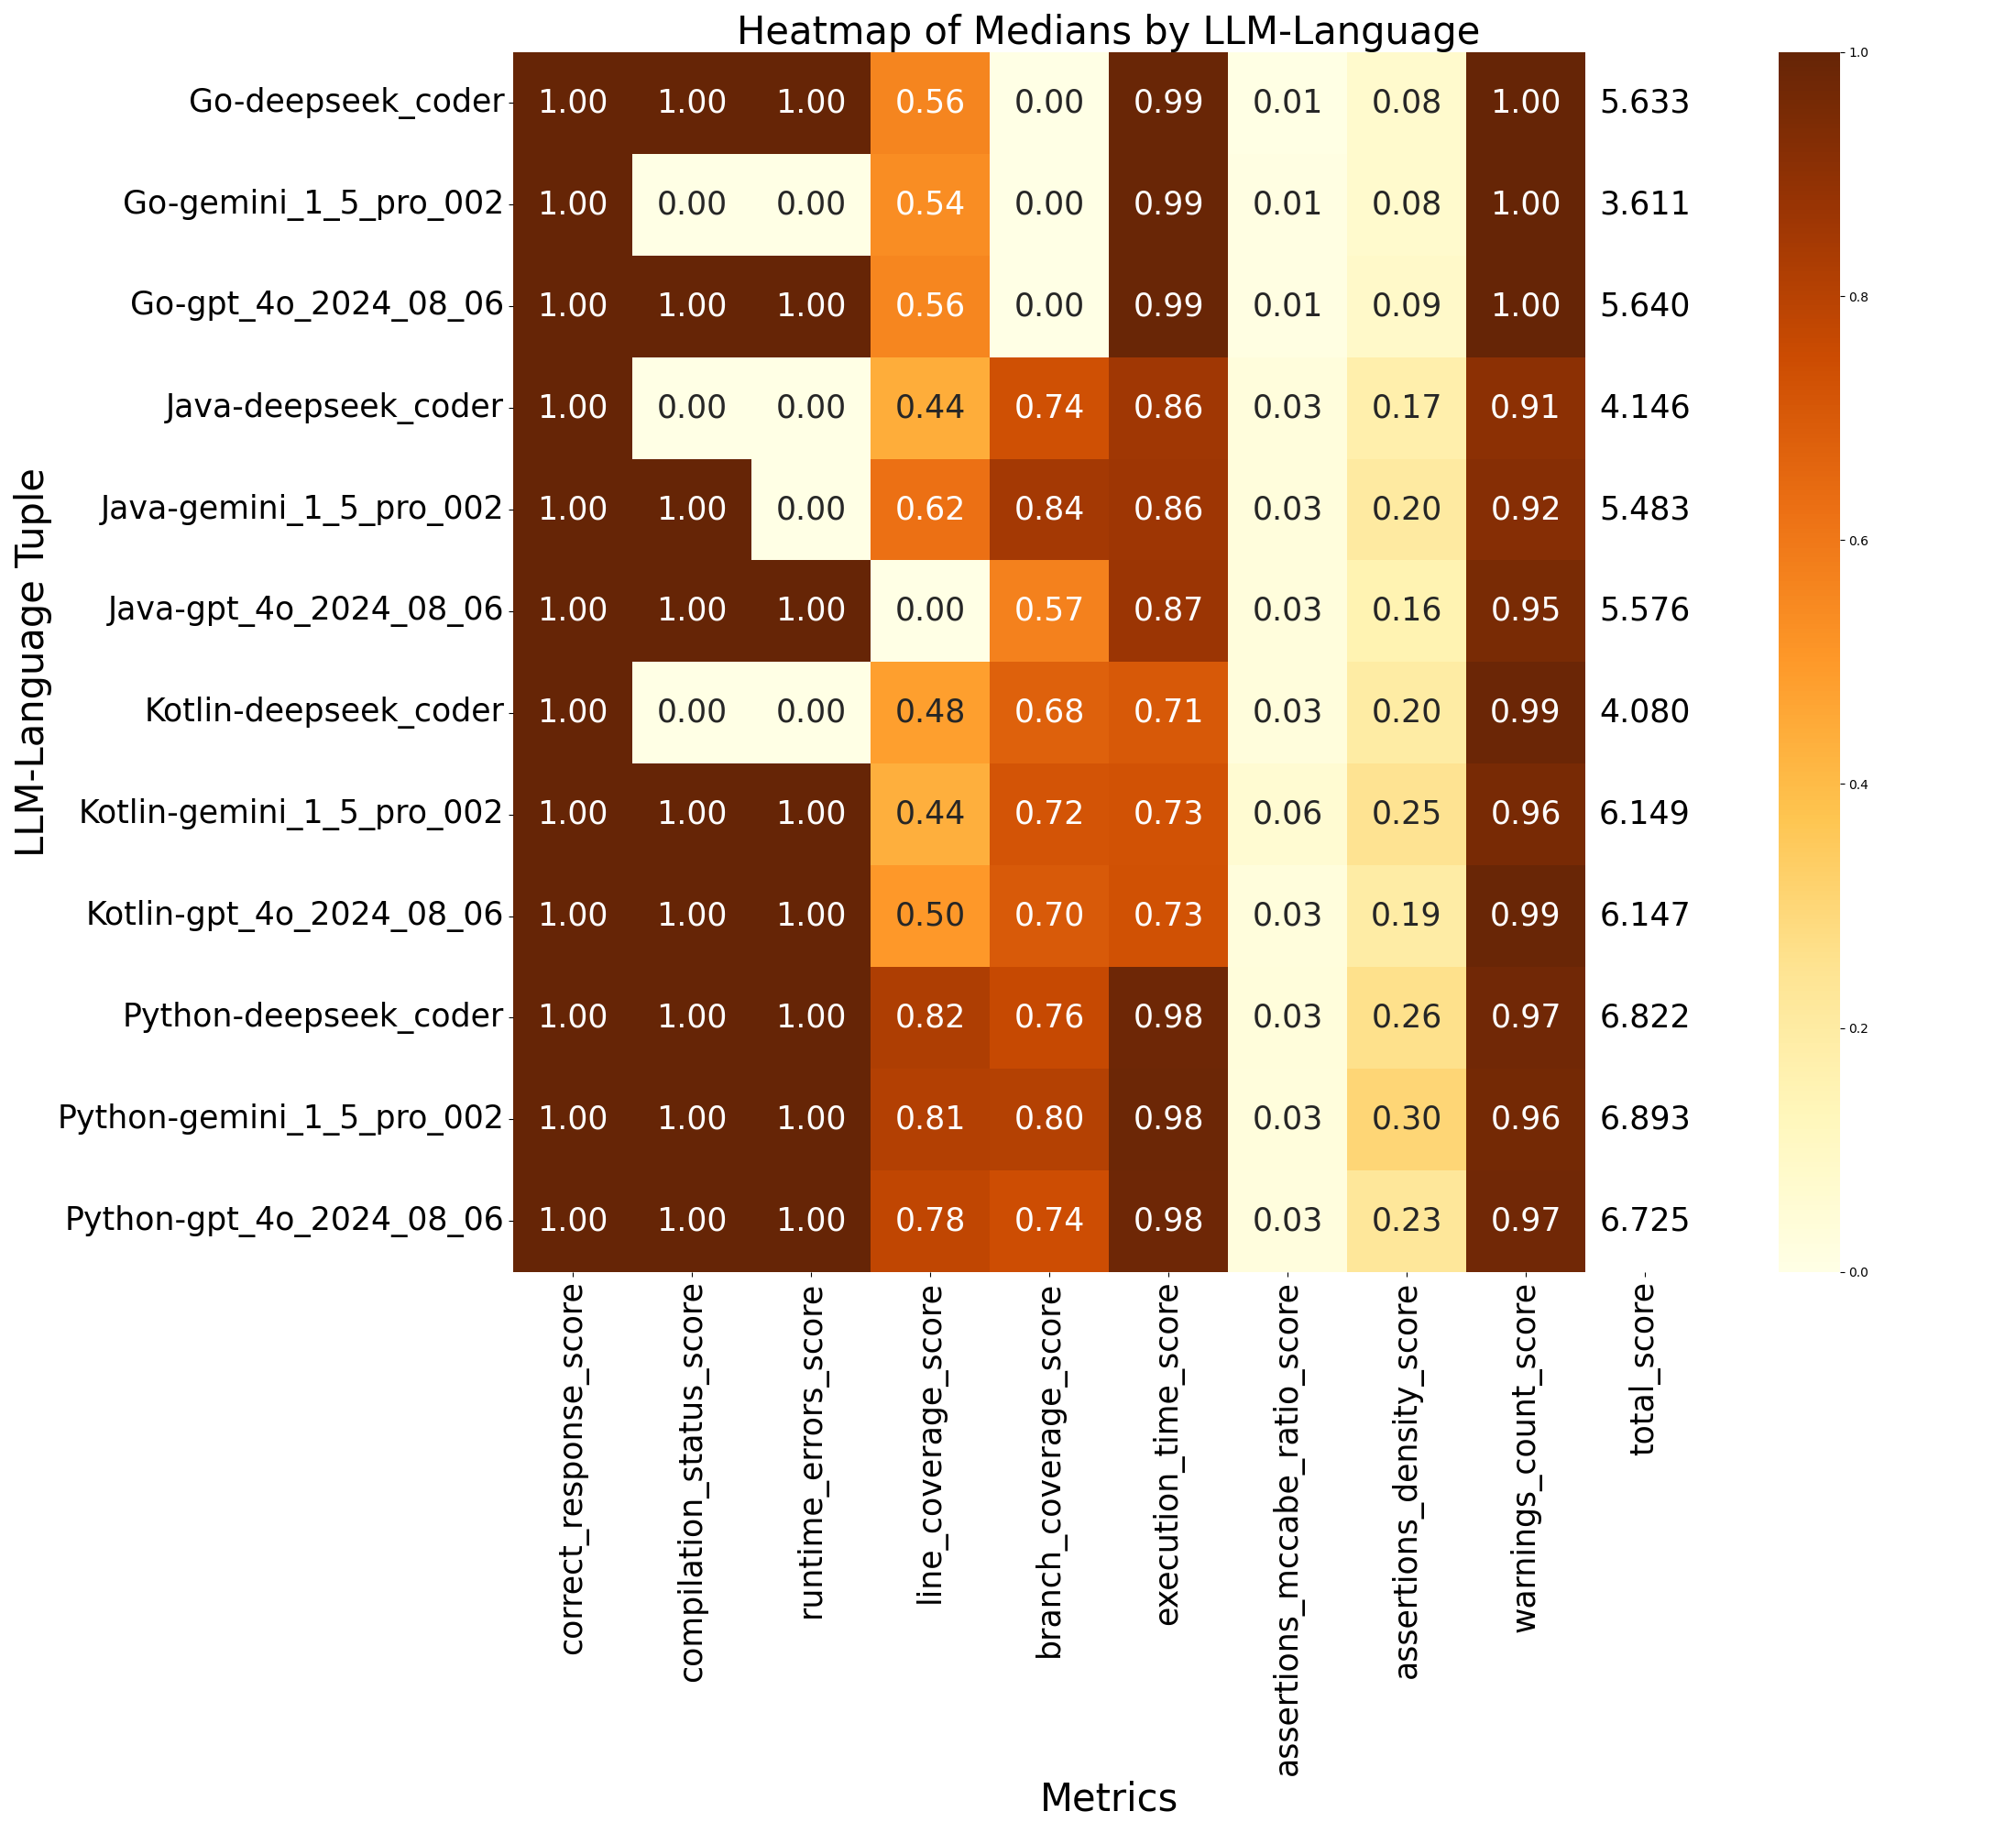 Heatmap of Medians by LLM-Language
LLM-Language Tuple
Go-deepseek_coder 1.00 1.00 1.00 0.56 0.00 0.99 0.01 0.08 1.00 5.633
Go-gemini_1_5_pro_002 1.00 0.00 0.00 0.54 0.00 0.99 0.01 0.08 1.00 3.611
Go-gpt_4o_2024_08_06 1.00 1.00 1.00 0.56 0.00 0.99 0.01 0.09 1.00 5.640
Java-deepseek_coder 1.00 0.00 0.00 0.44 0.74 0.86 0.03 0.17 0.91 4.146
Java-gemini_1_5_pro_002 1.00 1.00 0.00 0.62 0.84 0.86 0.03 0.20 0.92 5.483
Java-gpt_4o_2024_08_06 1.00 1.00 1.00 0.00 0.57 0.87 0.03 0.16 0.95 5.576
Kotlin-deepseek_coder 1.00 0.00 0.00 0.48 0.68 0.71 0.03 0.20 0.99 4.080
Kotlin-gemini_1_5_pro_002 1.00 1.00 1.00 0.44 0.72 0.73 0.06 0.25 0.96 6.149
Kotlin-gpt_4o_2024_08_06 1.00 1.00 1.00 0.50 0.70 0.73 0.03 0.19 0.99 6.147
Python-deepseek_coder 1.00 1.00 1.00 0.82 0.76 0.98 0.03 0.26 0.97 6.822
Python-gemini_1_5_pro_002 1.00 1.00 1.00 0.81 0.80 0.98 0.03 0.30 0.96 6.893
Python-gpt_4o_2024_08_06 1.00 1.00 1.00 0.78 0.74 0.98 0.03 0.23 0.97 6.725
correct_response_score
compilation_status_score
runtime_errors_score
line_coverage_score
branch_coverage_score
execution_time_score
assertions_mccabe_ratio_score
assertions_density_score
warnings_count_score
total_score
Metrics
1.0
0.8
0.6
0.4
0.2
0.0